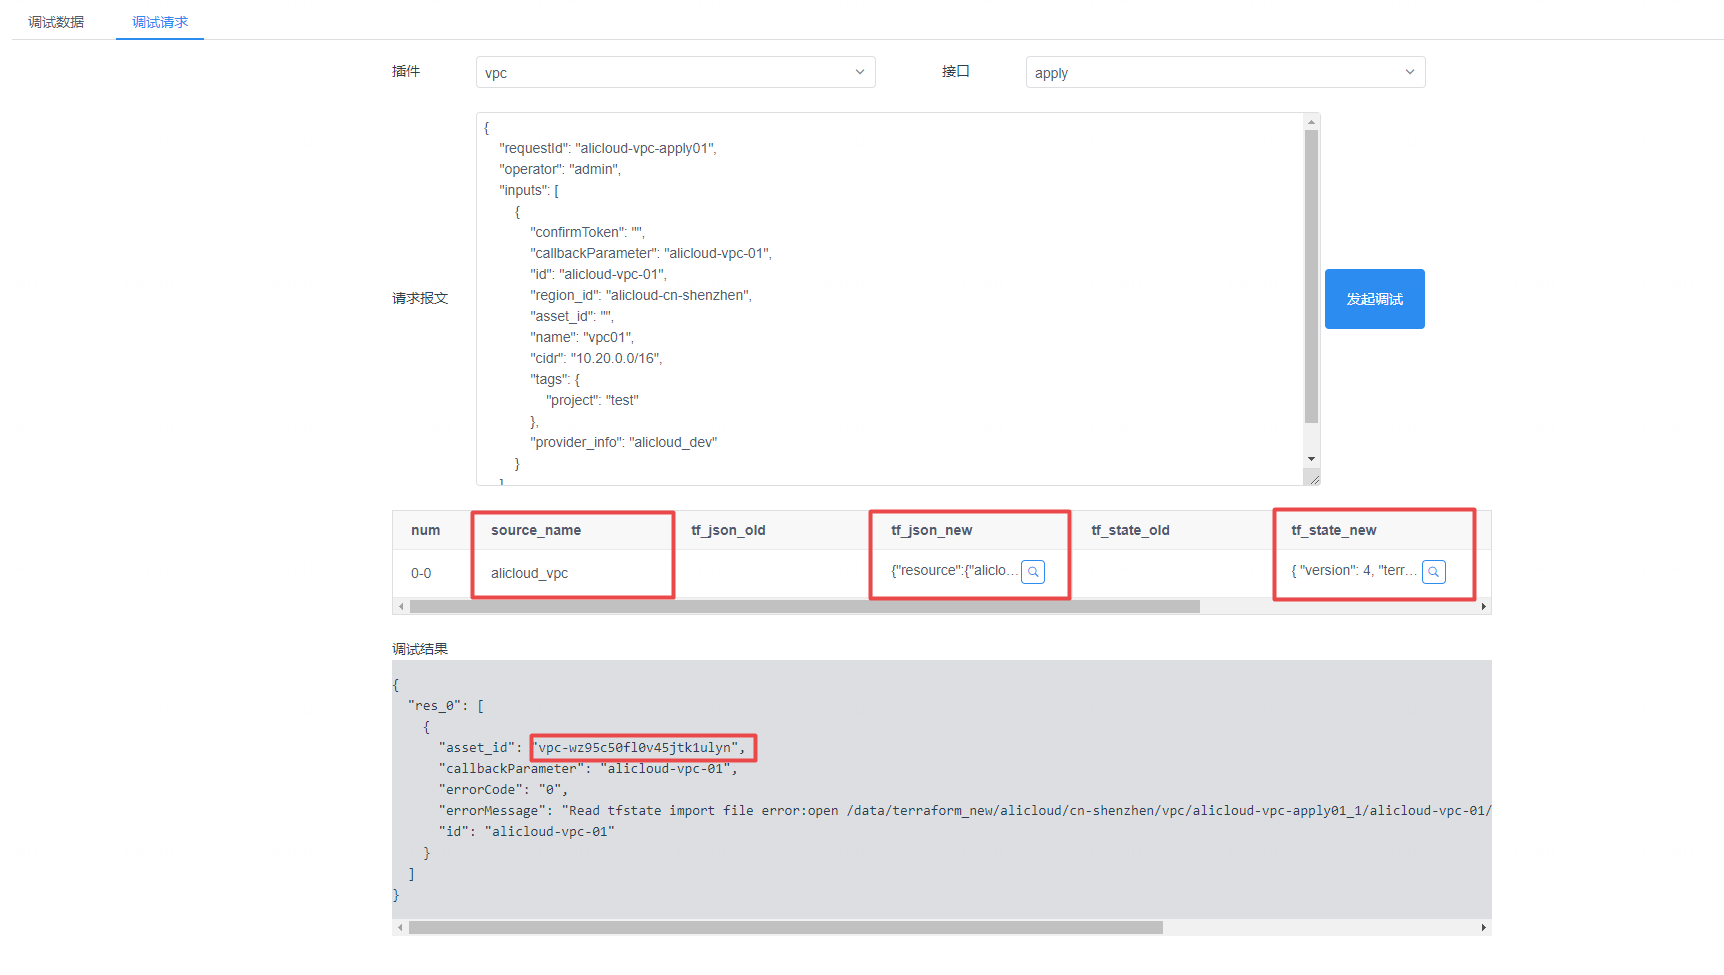 调试数据 调试请求
插件 vpc 接口 apply
请求报文
{
"requestId": "alicloud-vpc-apply01",
"operator": "admin",
"inputs": [
{
"confirmToken": "",
"callbackParameter": "alicloud-vpc-01",
"id": "alicloud-vpc-01",
"region_id": "alicloud-cn-shenzhen",
"asset_id": "",
"name": "vpc01",
"cidr": "10.20.0.0/16",
"tags": {
"project": "test"
},
"provider_info": "alicloud_dev"
}
]
发起调试
num source_name tf_json_old tf_json_new tf_state_old tf_state_new
0-0 alicloud_vpc {"resource":{"aliclo... { "version": 4, "terr...
调试结果
{
"res_0": [
{
"asset_id": "vpc-wz95c50fl0v45jtk1ulyn",
"callbackParameter": "alicloud-vpc-01",
"errorCode": "0",
"errorMessage": "Read tfstate import file error:open /data/terraform_new/alicloud/cn-shenzhen/vpc/alicloud-vpc-apply01_1/alicloud-vpc-01/
"id": "alicloud-vpc-01"
}
]
}